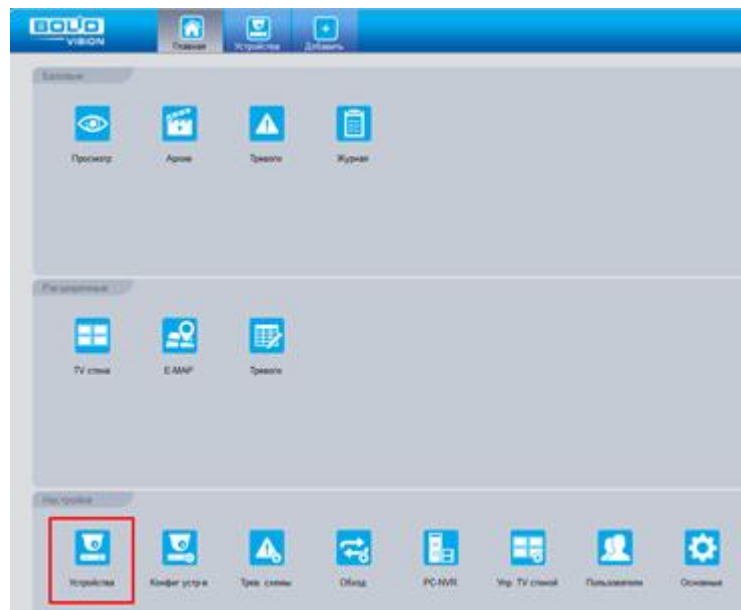 BOLID
VISION
Главная Устройства Добавить
Базовые
Просмотр Архив Тревоги Журнал
Расширенные
TV стена E-MAP Тревоги
Настройка
Устройства Конфиг устр-в Трев. схемы Обход PC-NVR Упр. TV стеной Пользователи Основные